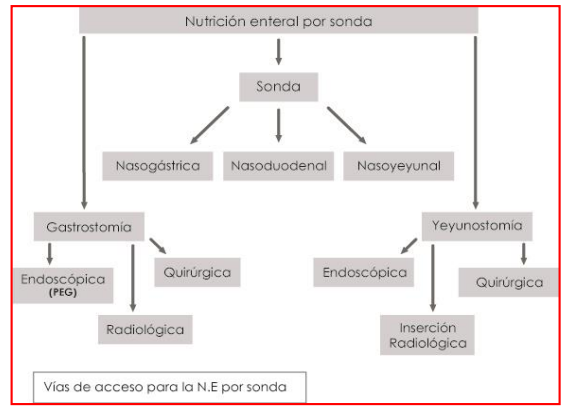 Nutrición enteral por sonda
Sonda
Nasogástrica
Nasoduodenal
Nasoyeyunal
Gastrostomía
Yeyunostomía
Endoscópica
(PEG)
Quirúrgica
Endoscópica
Quirúrgica
Radiológica
Inserción
Radiológica
Vías de acceso para la N.E por sonda